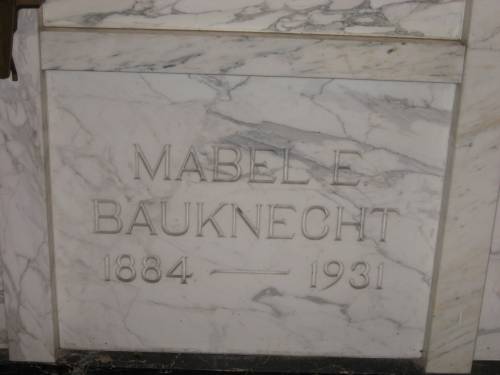 MABEL E.
BAUKNECHT
1884 — 1931